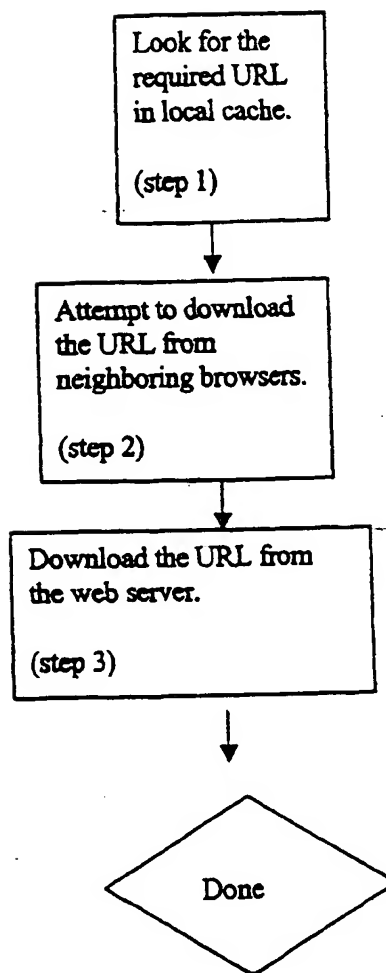 Look for the
required URL
in local cache.
(step 1)
Attempt to download
the URL from
neighboring browsers.
(step 2)
Download the URL from
the web server.
(step 3)
Done